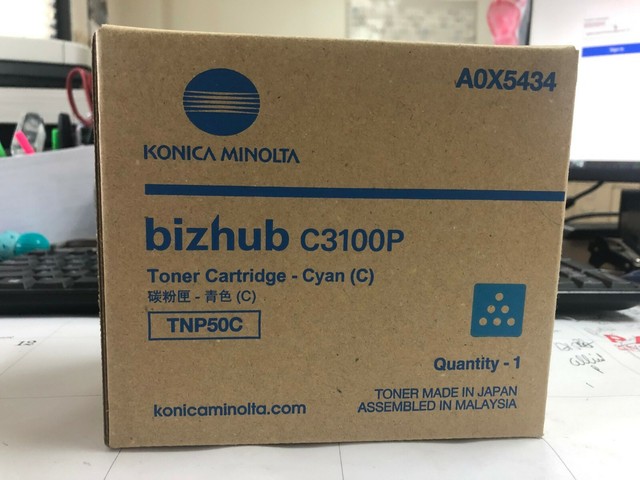 A0X5434
KONICA MINOLTA
bizhub C3100P
Toner Cartridge - Cyan (C)
碳粉匣 - 青色 (C)
TNP50C
Quantity - 1
konicaminolta.com
TONER MADE IN JAPAN
ASSEMBLED IN MALAYSIA
12